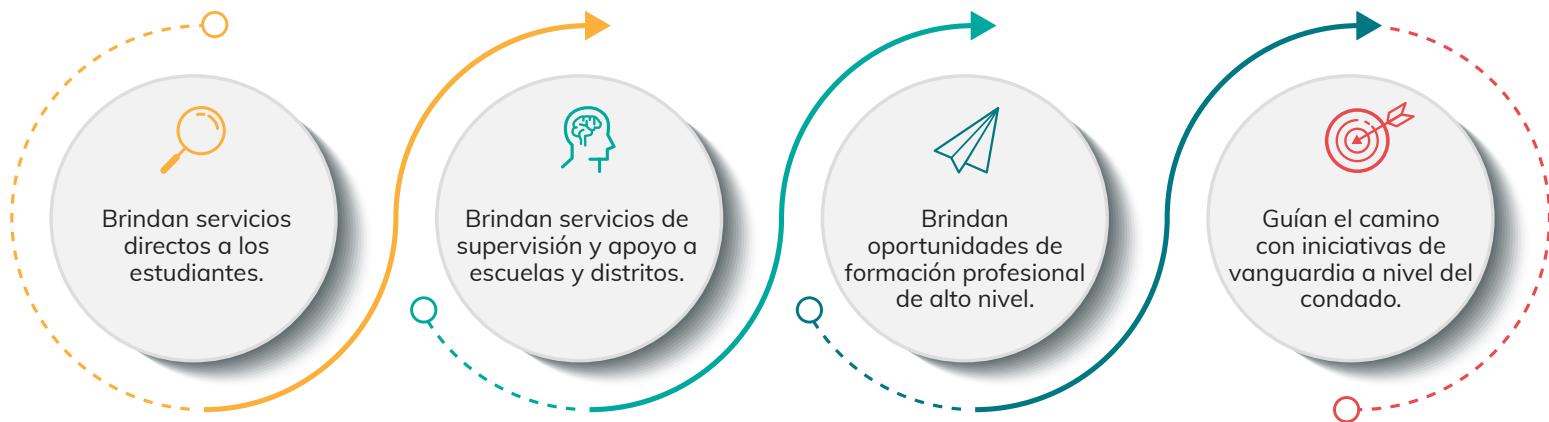 Brindan servicios
directos a los
estudiantes.
Brindan servicios de
supervisión y apoyo a
escuelas y distritos.
Brindan
oportunidades de
formación profesional
de alto nivel.
Guían el camino
con iniciativas de
vanguardia a nivel del
condado.